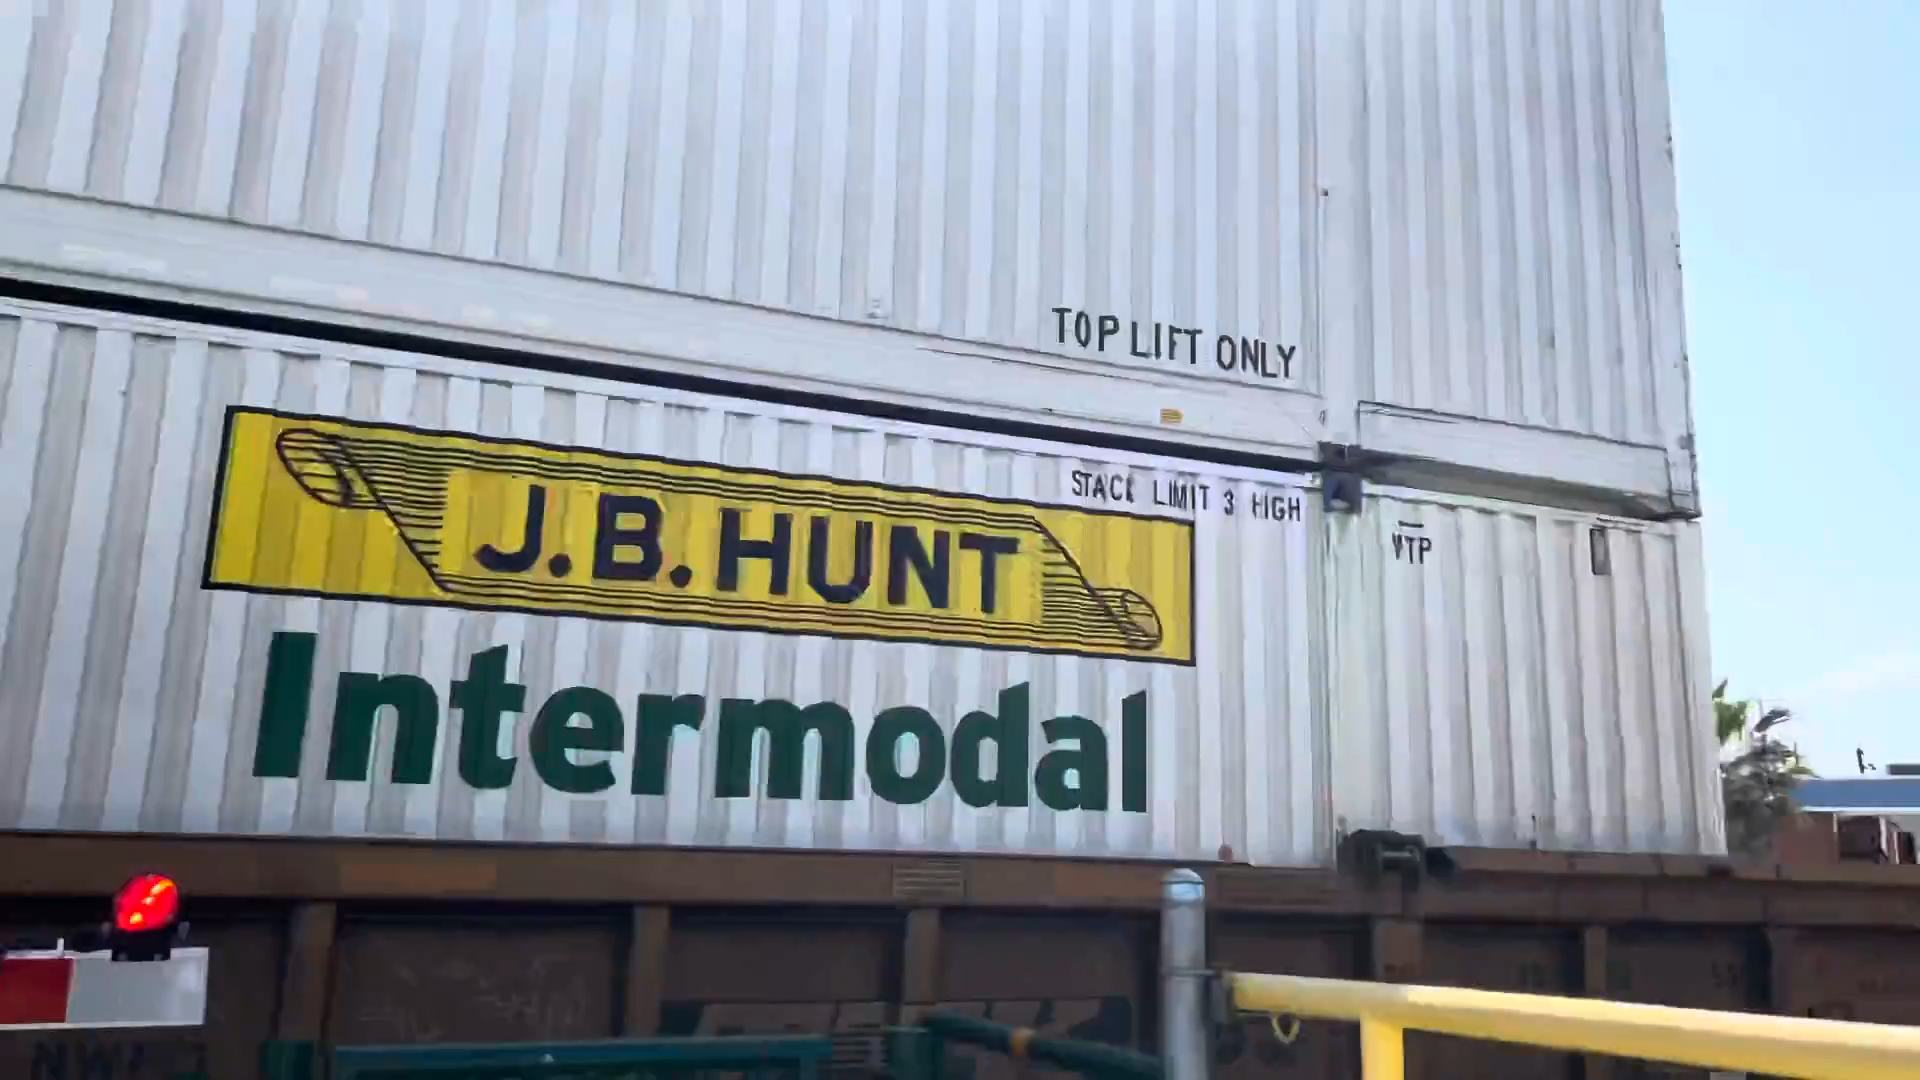 TOP LIFT ONLY
STACK LIMIT 3 HIGH
J.B. HUNT
Intermodal